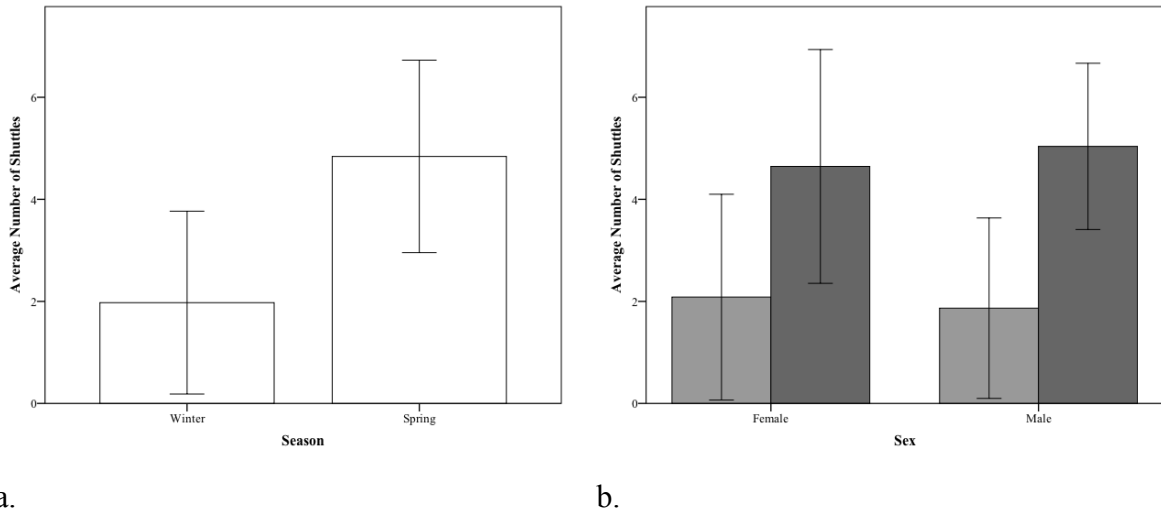 Average Number of Shuttles
6
4
2
0
Winter
Spring
Season
a.
Average Number of Shuttles
6
4
2
0
Female
Male
Sex
b.